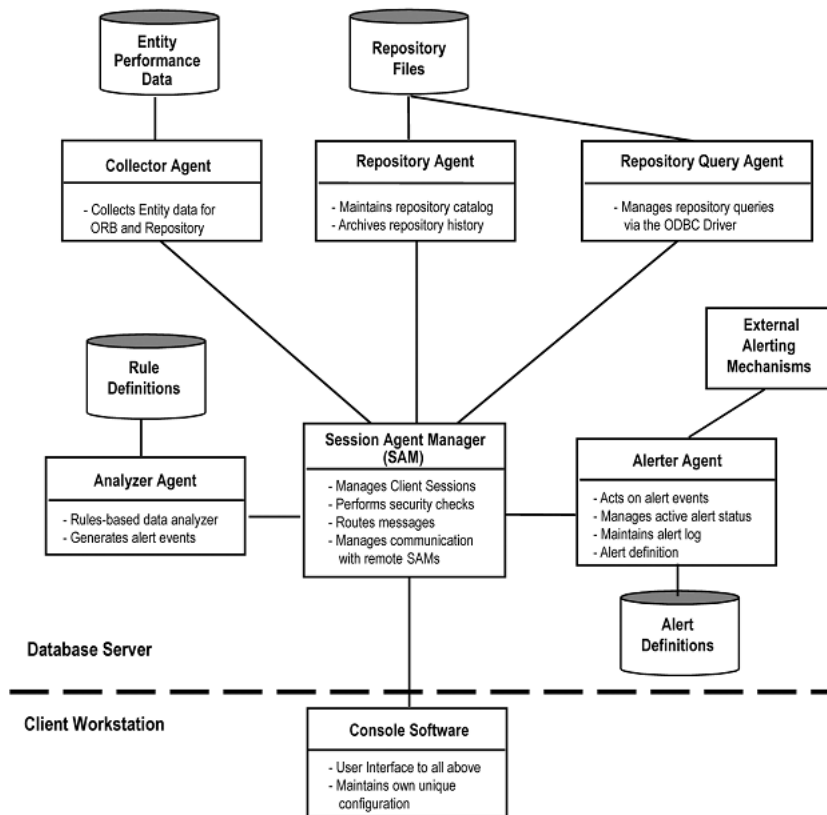 Entity
Performance
Data
Repository
Files
Collector Agent
- Collects Entity data for
ORB and Repository
Repository Agent
- Maintains repository catalog
- Archives repository history
Repository Query Agent
- Manages repository queries
via the ODBC Driver
External
Alerting
Mechanisms
Rule
Definitions
Analyzer Agent
- Rules-based data analyzer
- Generates alert events
Session Agent Manager
(SAM)
- Manages Client Sessions
- Performs security checks
- Routes messages
- Manages communication
with remote SAMs
Alerter Agent
- Acts on alert events
- Manages active alert status
- Maintains alert log
- Alert definition
Alert
Definitions
Database Server
Client Workstation
Console Software
- User Interface to all above
- Maintains own unique
configuration